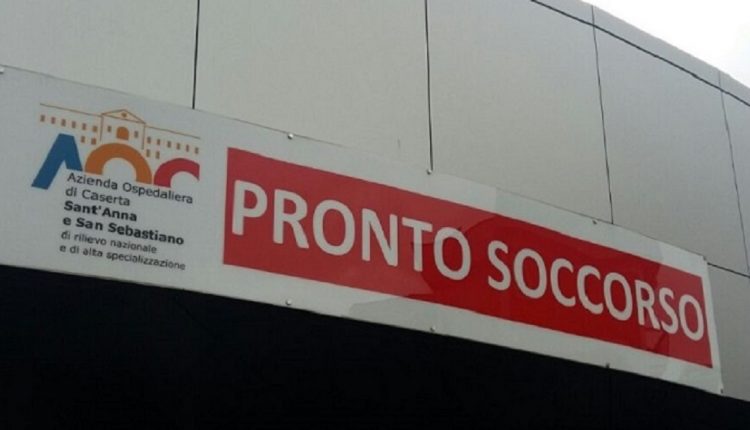 AOC
Azienda Ospedaliera
di Caserta
Sant'Anna
e San Sebastiano
di rilievo nazionale
e di alta specializzazione
PRONTO SOCCORSO